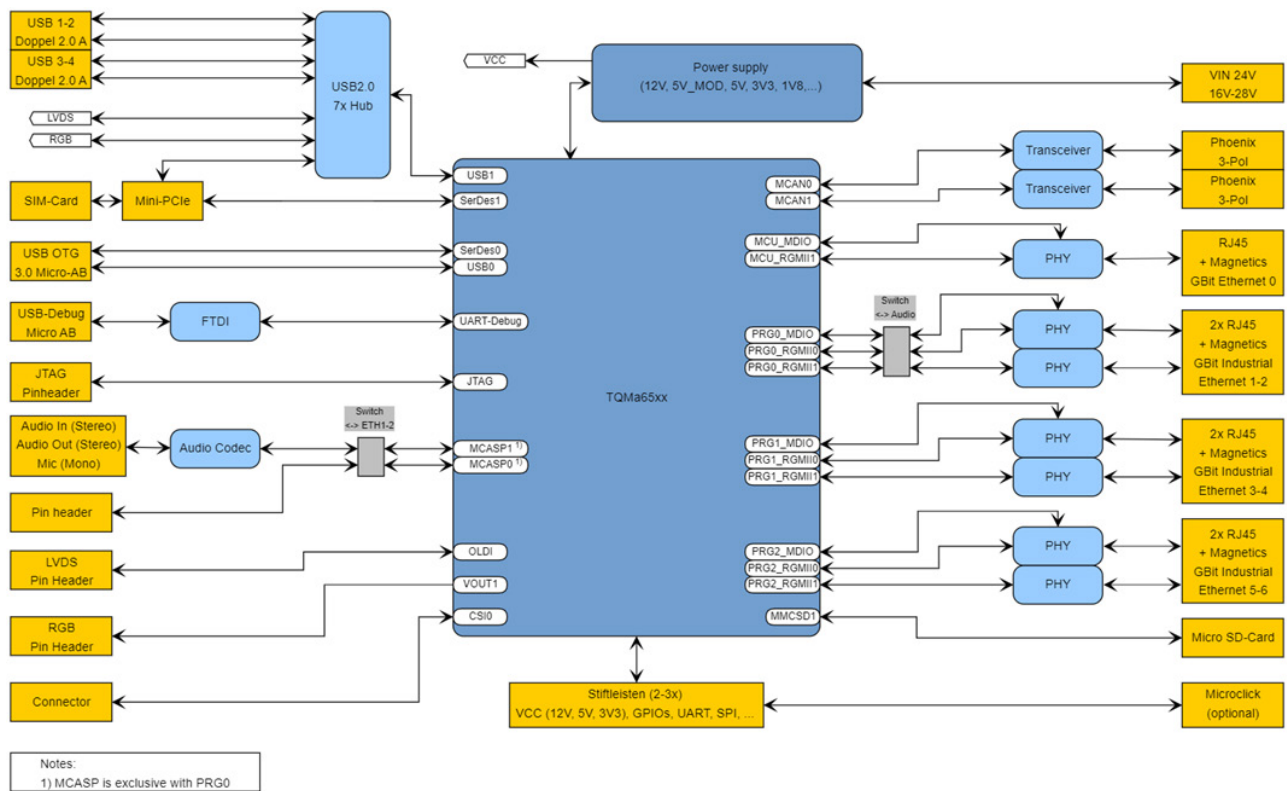 USB 1-2
Doppel 2.0 A
USB 3-4
Doppel 2.0 A
USB2.0
7x Hub
LVDS
RGB
SIM-Card
Mini-PCIe
USB OTG
3.0 Micro-AB
USB-Debug
Micro AB
FTDI
JTAG
Pinheader
Audio In (Stereo)
Audio Out (Stereo)
Mic (Mono)
Audio Codec
Switch
<-> ETH1-2
Pin header
LVDS
Pin Header
RGB
Pin Header
Connector
Notes:
1) MCASP is exclusive with PRG0
VCC
Power supply
(12V, 5V_MOD, 5V, 3V3, 1V8,...)
USB1
SerDes1
SerDes0
USB0
UART-Debug
JTAG
MCASP1 1)
MCASP0 1)
OLDI
VOUT1
CSI0
TQMa65xx
MCAN0
MCAN1
MCU_MDIO
MCU_RGMII1
PRG0_MDIO
PRG0_RGMII0
PRG0_RGMII1
PRG1_MDIO
PRG1_RGMII0
PRG1_RGMII1
PRG2_MDIO
PRG2_RGMII0
PRG2_RGMII1
MMCSD1
Stiftleisten (2-3x)
VCC (12V, 5V, 3V3), GPIOs, UART, SPI, ...
Switch
<-> Audio
Transceiver
Transceiver
PHY
PHY
PHY
PHY
PHY
PHY
PHY
VIN 24V
16V-28V
Phoenix
3-Pol
Phoenix
3-Pol
RJ45
+ Magnetics
GBit Ethernet 0
2x RJ45
+ Magnetics
GBit Industrial
Ethernet 1-2
2x RJ45
+ Magnetics
GBit Industrial
Ethernet 3-4
2x RJ45
+ Magnetics
GBit Industrial
Ethernet 5-6
Micro SD-Card
Microclick
(optional)